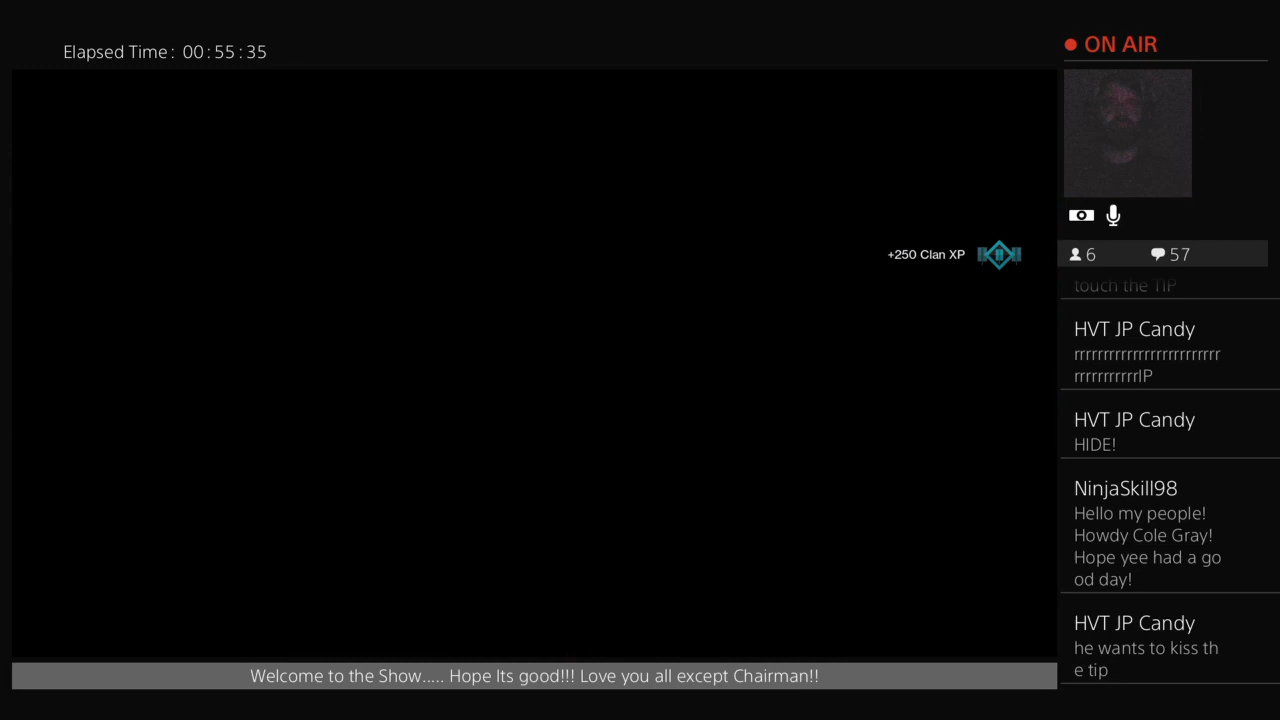 Elapsed Time: 00:55:35
ON AIR
+250 Clan XP
6 57
touch the TIP
HVT JP Candy
rrrrrrrrrrrrrrrrrrrrrrrrr
rrrrrrrrrrrIP
HVT JP Candy
HIDE!
NinjaSkill98
Hello my people!
Howdy Cole Gray!
Hope yee had a go
od day!
HVT JP Candy
he wants to kiss th
e tip
Welcome to the Show..... Hope Its good!!! Love you all except Chairman!!